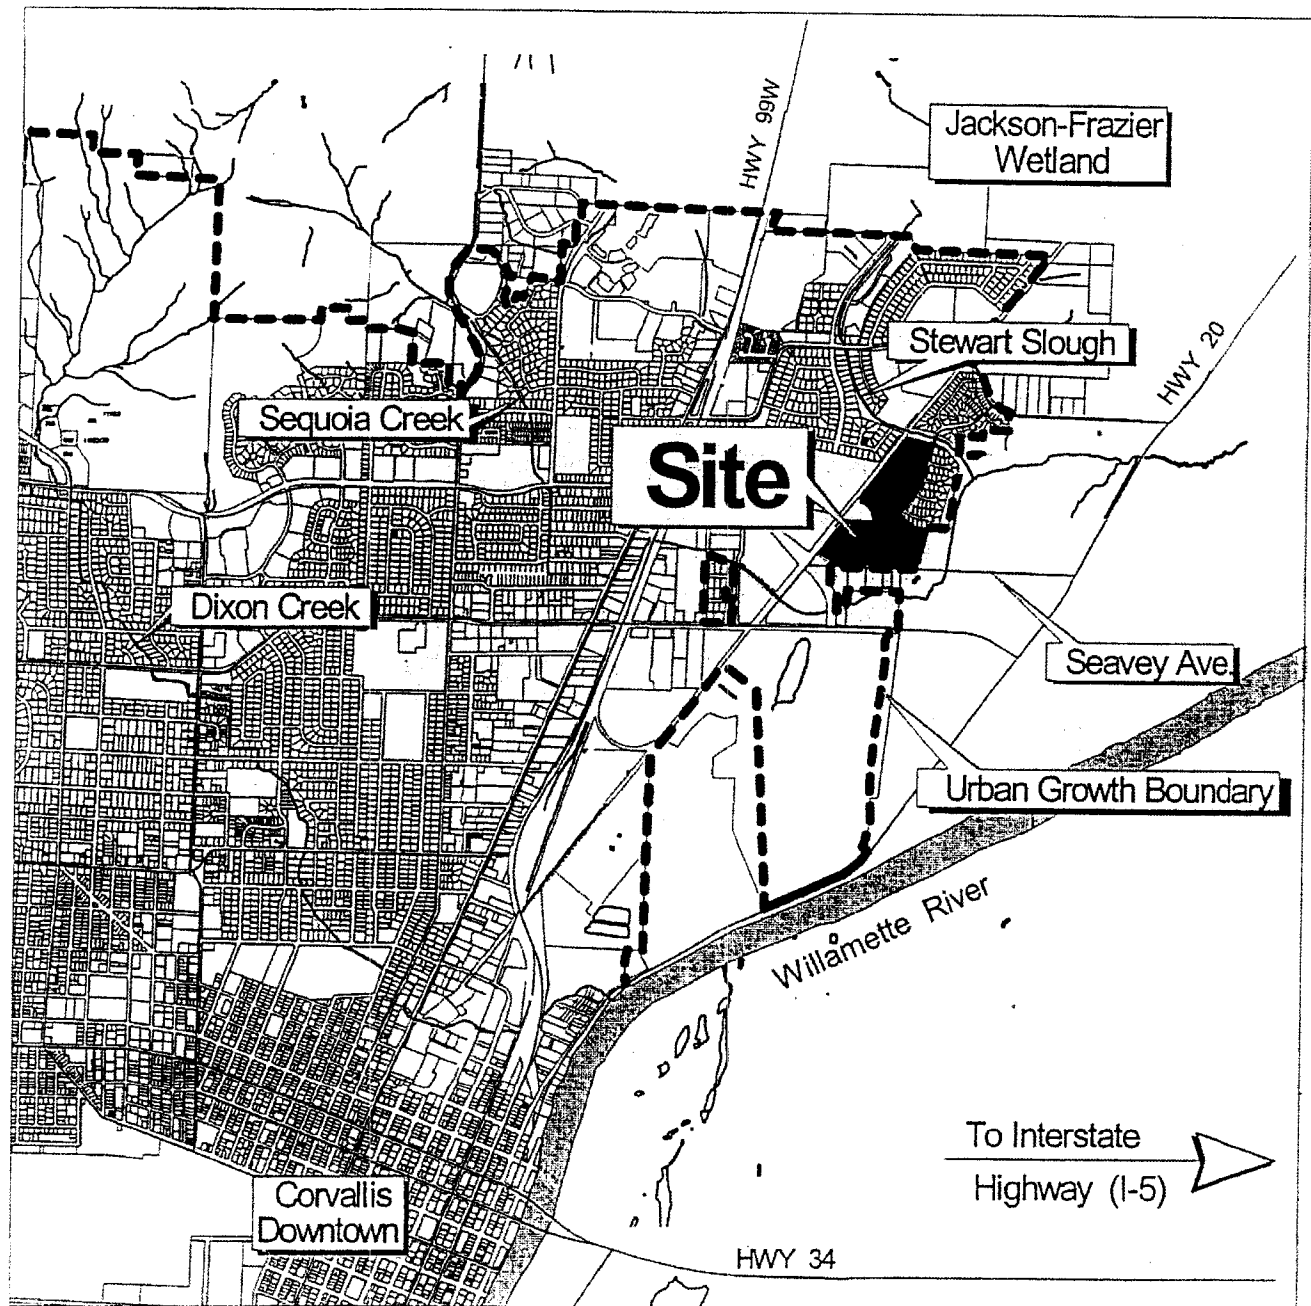 HWY 99W
Jackson-Frazier
Wetland
HWY 20
Stewart Slough
Sequoia Creek
Site
Dixon Creek
Seavey Ave.
Urban Growth Boundary
Willamette River
To Interstate
Highway (I-5)
Corvallis
Downtown
HWY 34